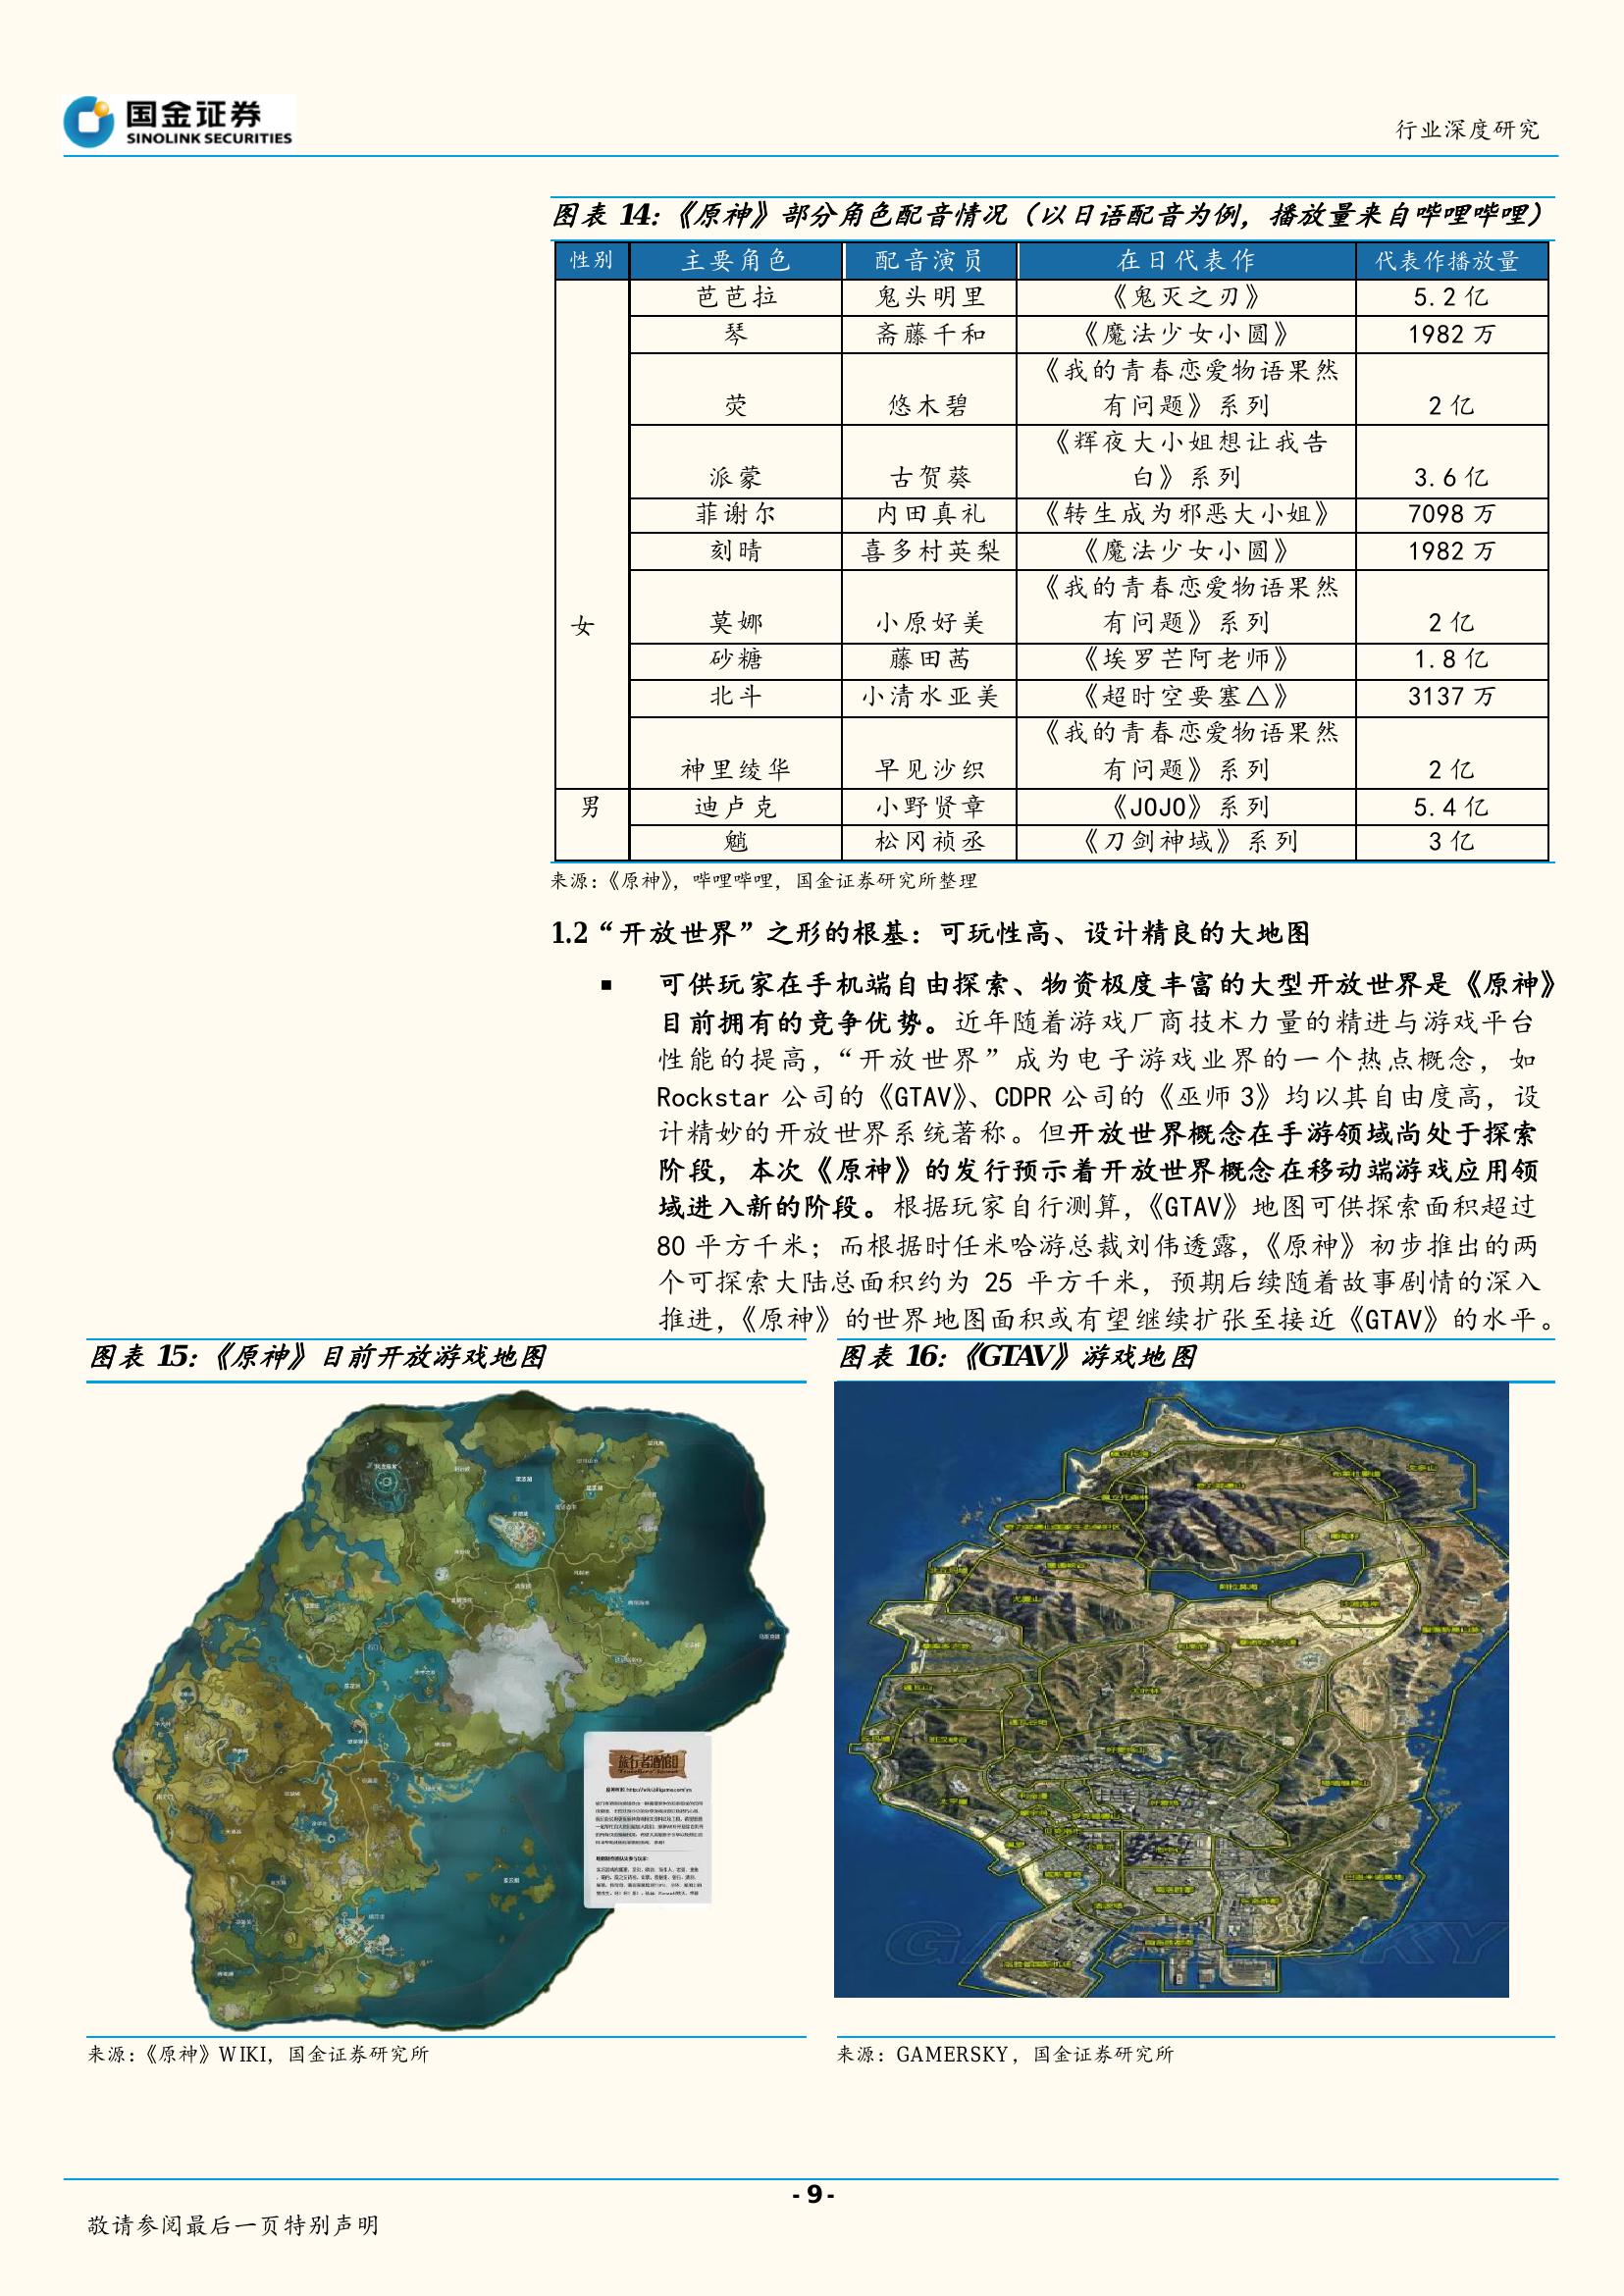 国金证券
SINOLINK SECURITIES
行业深度研究
图表 14：《原神》部分角色配音情况（以日语配音为例，播放量来自哔哩哔哩）
性别 主要角色 配音演员 在日代表作 代表作播放量
芭芭拉 鬼头明里 《鬼灭之刃》 5.2 亿
琴 斋藤千和 《魔法少女小圆》 1982 万
《我的青春恋爱物语果然
荧 悠木碧 有问题》系列 2 亿
《辉夜大小姐想让我告
派蒙 古贺葵 白》系列 3.6 亿
菲谢尔 内田真礼 《转生成为邪恶大小姐》 7098 万
刻晴 喜多村英梨 《魔法少女小圆》 1982 万
《我的青春恋爱物语果然
女 莫娜 小原好美 有问题》系列 2 亿
砂糖 藤田茜 《埃罗芒阿老师》 1.8 亿
北斗 小清水亚美 《超时空要塞△》 3137 万
《我的青春恋爱物语果然
神里绫华 早见沙织 有问题》系列 2 亿
男 迪卢克 小野贤章 《JOJO》系列 5.4 亿
魈 松冈祯丞 《刀剑神域》系列 3 亿
来源：《原神》，哔哩哔哩，国金证券研究所整理
1.2“开放世界”之形的根基：可玩性高、设计精良的大地图
■ 可供玩家在手机端自由探索、物资极度丰富的大型开放世界是《原神》
目前拥有的竞争优势。近年随着游戏厂商技术力量的精进与游戏平台
性能的提高，“开放世界”成为电子游戏业界的一个热点概念，如
Rockstar 公司的《GTAV》、CDPR 公司的《巫师 3》均以其自由度高，设
计精妙的开放世界系统著称。但开放世界概念在手游领域尚处于探索
阶段，本次《原神》的发行预示着开放世界概念在移动端游戏应用领
域进入新的阶段。根据玩家自行测算，《GTAV》地图可供探索面积超过
80 平方千米；而根据时任米哈游总裁刘伟透露，《原神》初步推出的两
个可探索大陆总面积约为 25 平方千米，预期后续随着故事剧情的深入
推进，《原神》的世界地图面积或有望继续扩张至接近《GTAV》的水平。
图表 15：《原神》目前开放游戏地图
图表 16：《GTAV》游戏地图
旅行者酒馆
来源：《原神》WIKI，国金证券研究所
来源：GAMERSKY，国金证券研究所
- 9 -
敬请参阅最后一页特别声明